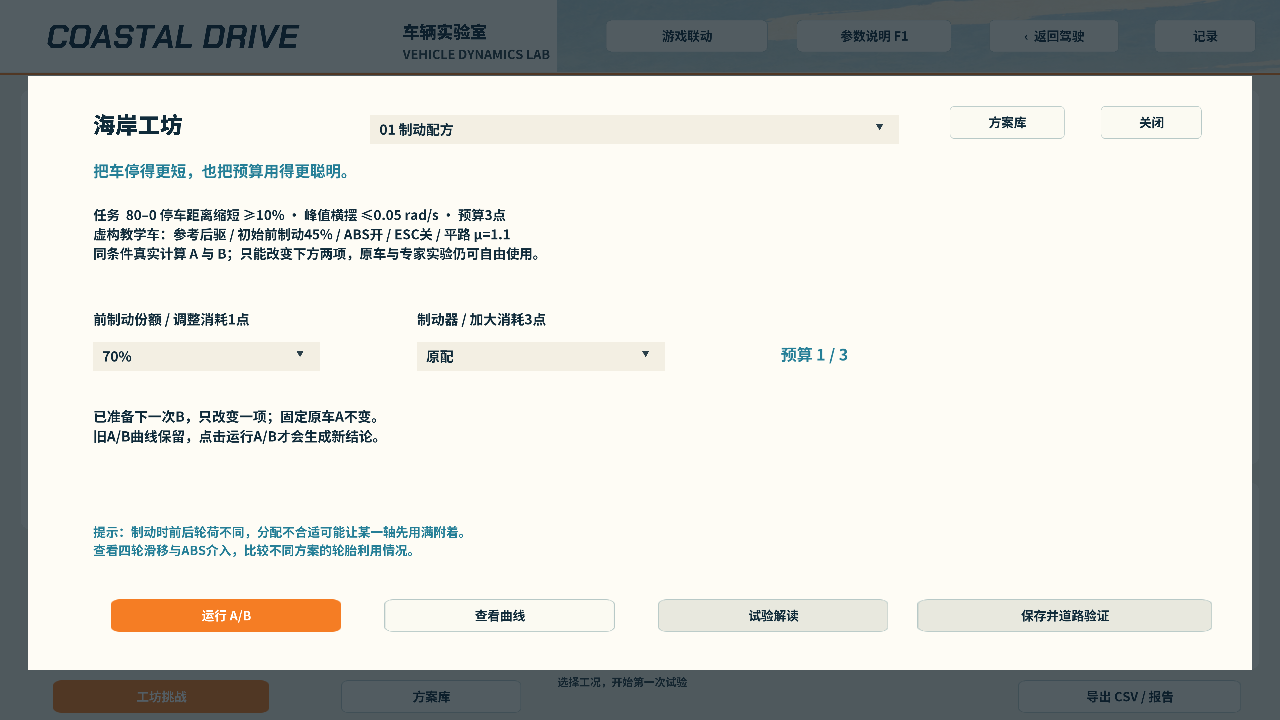 COASTAL DRIVE
车辆实验室
VEHICLE DYNAMICS LAB
游戏联动
参数说明 F1
‹ 返回驾驶
记录
海岸工坊
01 制动配方
方案库
关闭
把车停得更短，也把预算用得更聪明。
任务 80–0 停车距离缩短 ≥10% · 峰值横摆 ≤0.05 rad/s · 预算3点
虚构教学车：参考后驱 / 初始前制动45% / ABS开 / ESC关 / 平路 μ=1.1
同条件真实计算 A 与 B；只能改变下方两项，原车与专家实验仍可自由使用。
前制动份额 / 调整消耗1点
制动器 / 加大消耗3点
70%
原配
预算 1 / 3
已准备下一次B，只改变一项；固定原车A不变。
旧A/B曲线保留，点击运行A/B才会生成新结论。
提示：制动时前后轮荷不同，分配不合适可能让某一轴先用满附着。
查看四轮滑移与ABS介入，比较不同方案的轮胎利用情况。
运行 A/B
查看曲线
试验解读
保存并道路验证
工坊挑战
方案库
选择工况，开始第一次试验
导出 CSV / 报告